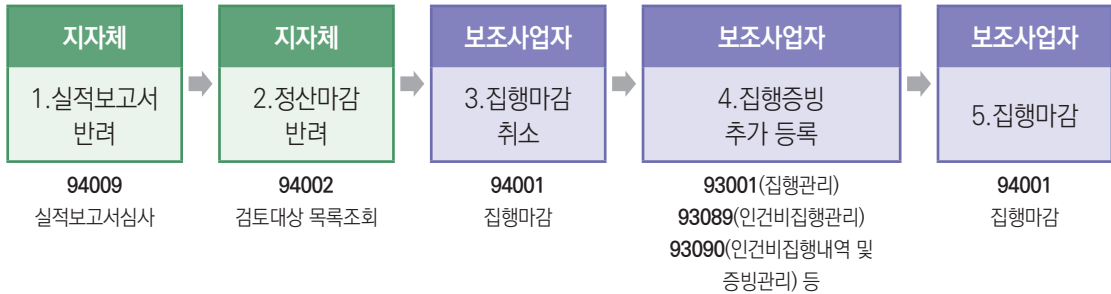 지자체
1.실적보고서
반려
94009
실적보고서심사
지자체
2.정산마감
반려
94002
검토대상 목록조회
보조사업자
3.집행마감
취소
94001
집행마감
보조사업자
4.집행증빙
추가 등록
93001(집행관리)
93089(인건비집행관리)
93090(인건비집행내역 및
증빙관리) 등
보조사업자
5.집행마감
94001
집행마감